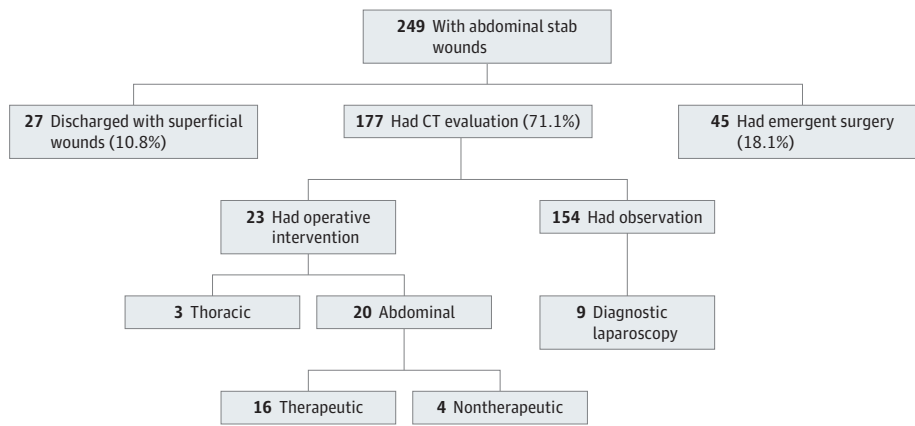 249 With abdominal stab
wounds
27 Discharged with superficial
wounds (10.8%)
177 Had CT evaluation (71.1%)
45 Had emergent surgery
(18.1%)
23 Had operative
intervention
154 Had observation
3 Thoracic
20 Abdominal
9 Diagnostic
laparoscopy
16 Therapeutic
4 Nontherapeutic